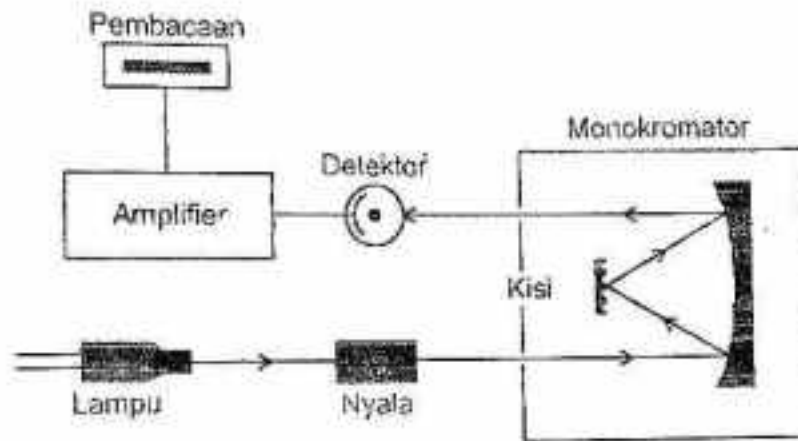 Pembacaan
Monokromator
Detektor
Amplifier
Kisi
Lampu
Nyala